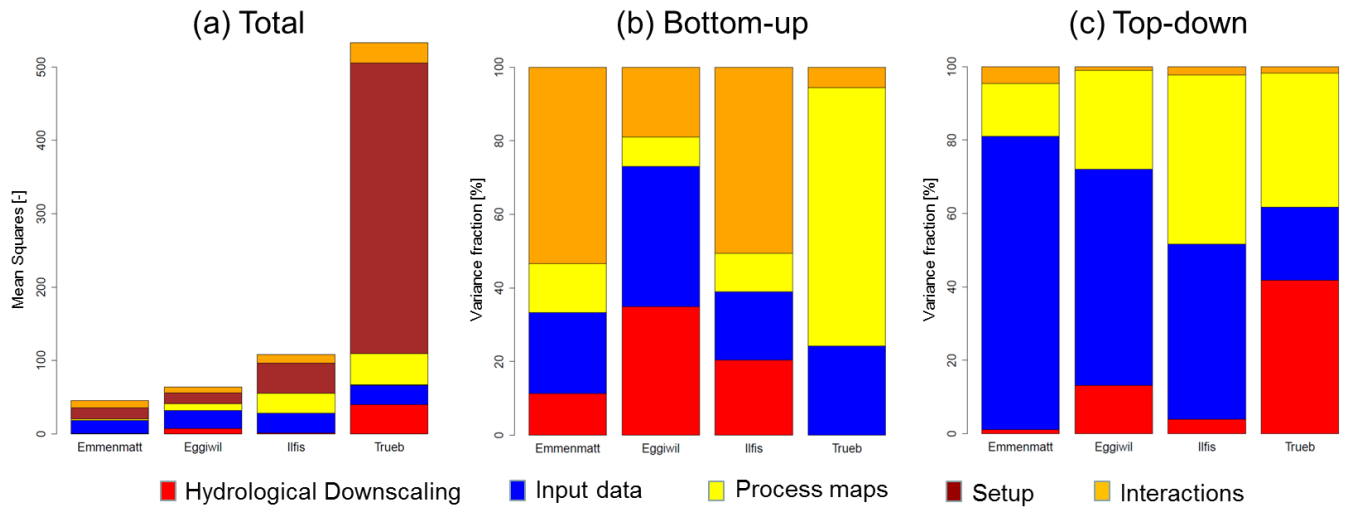 (a) Total
(b) Bottom-up
(c) Top-down
Mean Squares [-]
0
100
200
300
400
500
Emmenmatt
Eggiwil
Ilfis
Trueb
Variance fraction [%]
0
20
40
60
80
100
Emmenmatt
Eggiwil
Ilfis
Trueb
Variance fraction [%]
0
20
40
60
80
100
Emmenmatt
Eggiwil
Ilfis
Trueb
Hydrological Downscaling
Input data
Process maps
Setup
Interactions